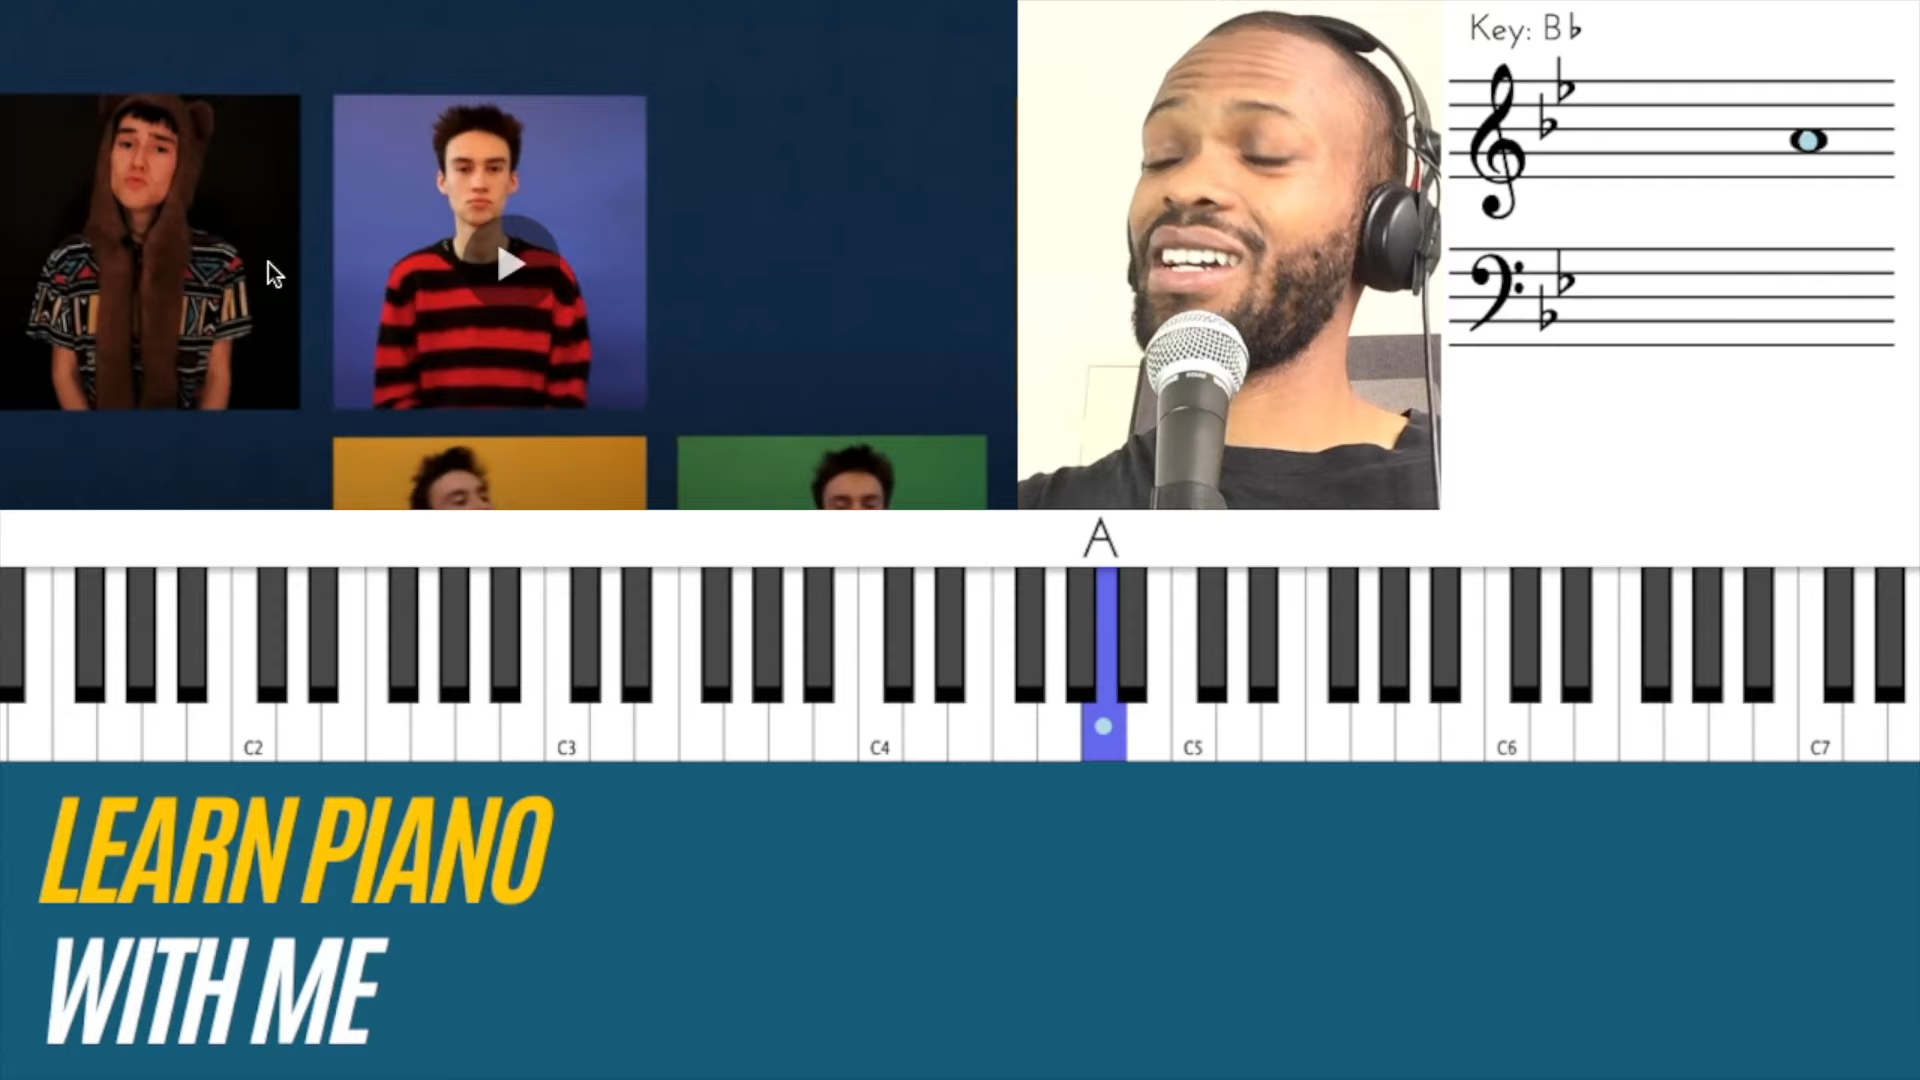 Key: B♭
A
C2 C3 C4 C5 C6 C7
LEARN PIANO
WITH ME